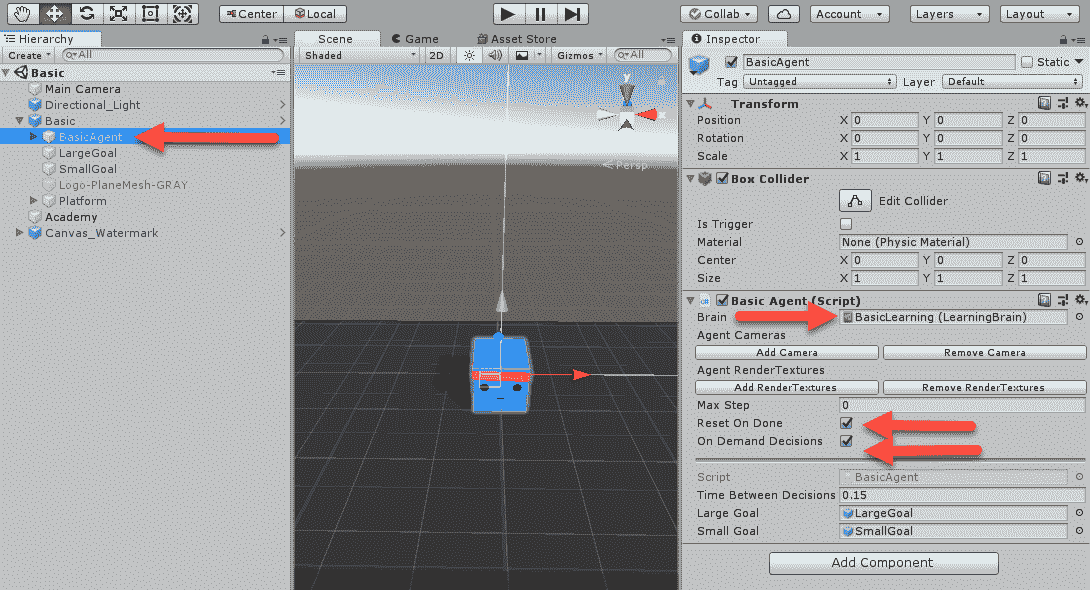 Center Local
Collab Account Layers Layout
Hierarchy
Create All
Basic
Main Camera
Directional_Light
Basic
BasicAgent
LargeGoal
SmallGoal
Logo-PlaneMesh-GRAY
Platform
Academy
Canvas_Watermark
Scene Game Asset Store
Shaded 2D Gizmos All
y
Persp
Inspector
BasicAgent Static
Tag Untagged Layer Default
Transform
Position X 0 Y 0 Z 0
Rotation X 0 Y 0 Z 0
Scale X 1 Y 1 Z 1
Box Collider
Edit Collider
Is Trigger
Material None (Physic Material)
Center X 0 Y 0 Z 0
Size X 1 Y 1 Z 1
Basic Agent (Script)
Brain BasicLearning (LearningBrain)
Agent Cameras
Add Camera Remove Camera
Agent RenderTextures
Add RenderTextures Remove RenderTextures
Max Step 0
Reset On Done
On Demand Decisions
Script BasicAgent
Time Between Decisions 0.15
Large Goal LargeGoal
Small Goal SmallGoal
Add Component